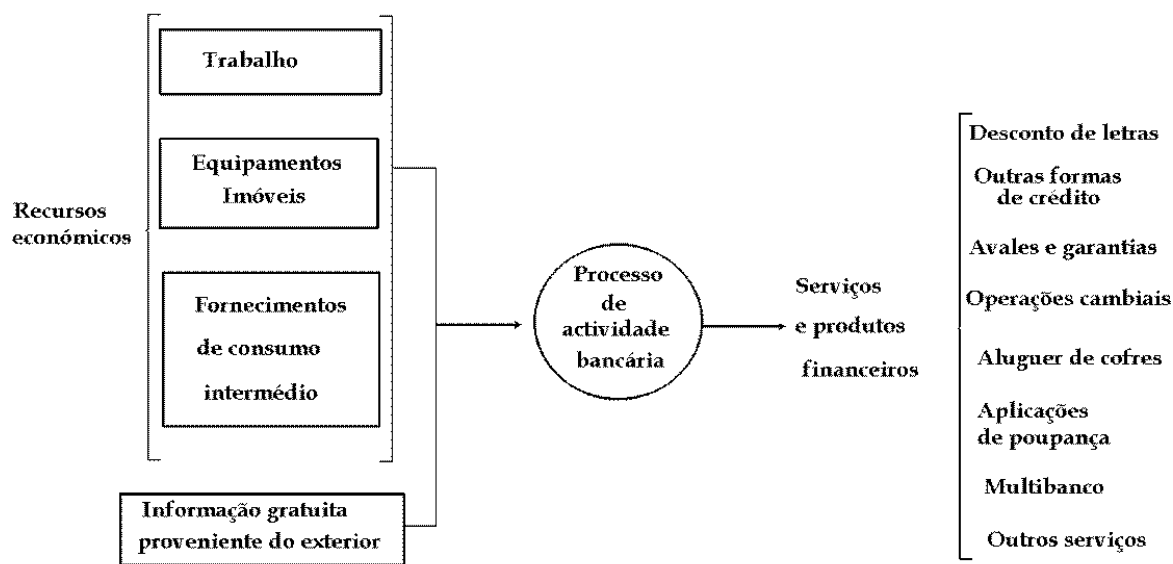 Recursos
económicos
Trabalho
Equipamentos
Imóveis
Fornecimentos
de consumo
intermédio
Informação gratuita
proveniente do exterior
Processo
de
actividade
bancária
Serviços
e produtos
financeiros
Desconto de letras
Outras formas
de crédito
Avales e garantias
Operações cambiais
Aluguer de cofres
Aplicações
de poupança
Multibanco
Outros serviços